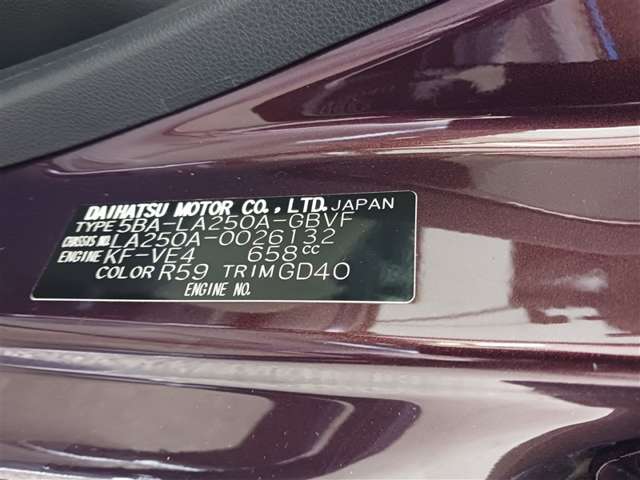 DAIHATSU MOTOR CO., LTD. JAPAN
TYPE 5BA-LA250A-GBVF
CHASSIS NO. LA250A-0026132
ENGINE KF-VE4 658cc
COLOR R59 TRIM GD40
ENGINE NO.